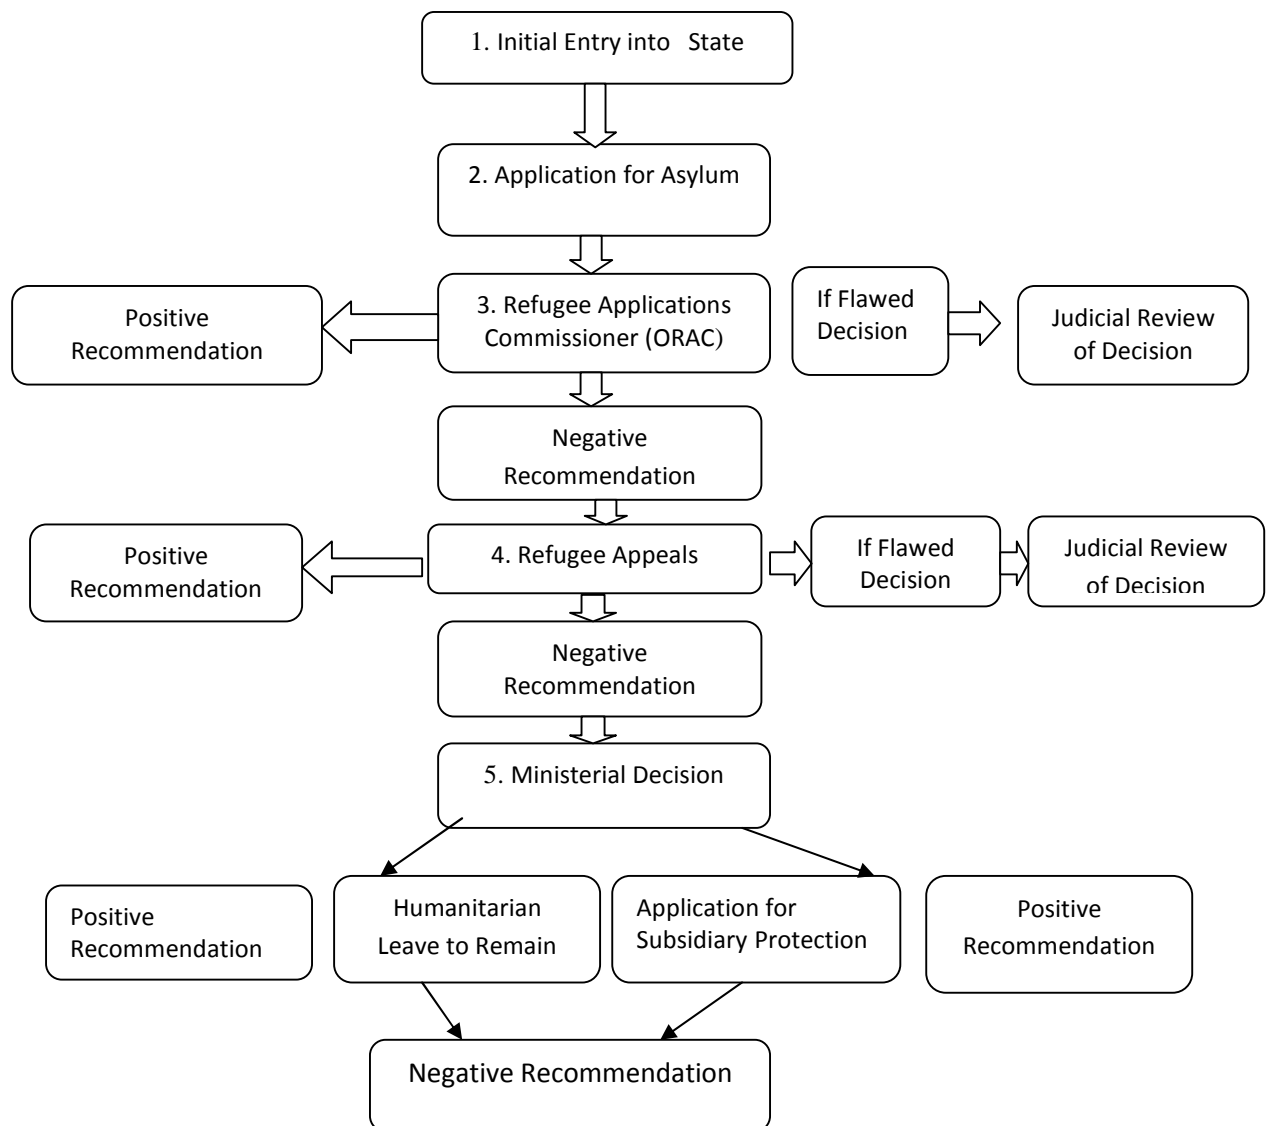 1. Initial Entry into State
2. Application for Asylum
Positive
Recommendation
3. Refugee Applications
Commissioner (ORAC)
If Flawed
Decision
Judicial Review
of Decision
Negative
Recommendation
Positive
Recommendation
4. Refugee Appeals
If Flawed
Decision
Judicial Review
of Decision
Negative
Recommendation
5. Ministerial Decision
Positive
Recommendation
Humanitarian
Leave to Remain
Application for
Subsidiary Protection
Positive
Recommendation
Negative Recommendation